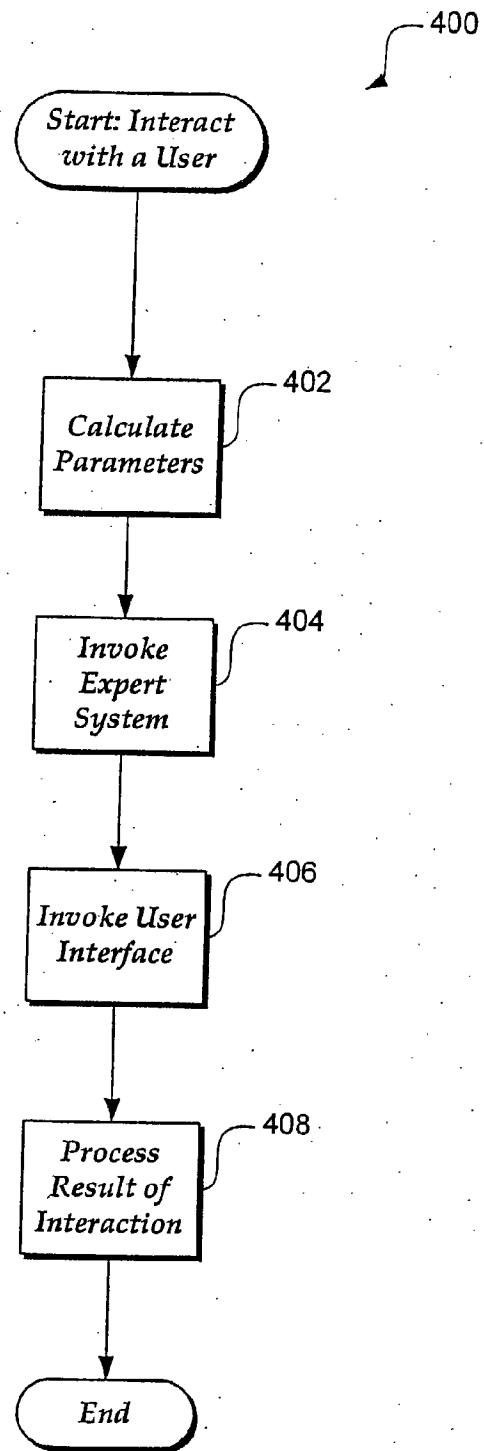 400
Start: Interact
with a User
402
Calculate
Parameters
404
Invoke
Expert
System
406
Invoke User
Interface
408
Process
Result of
Interaction
End